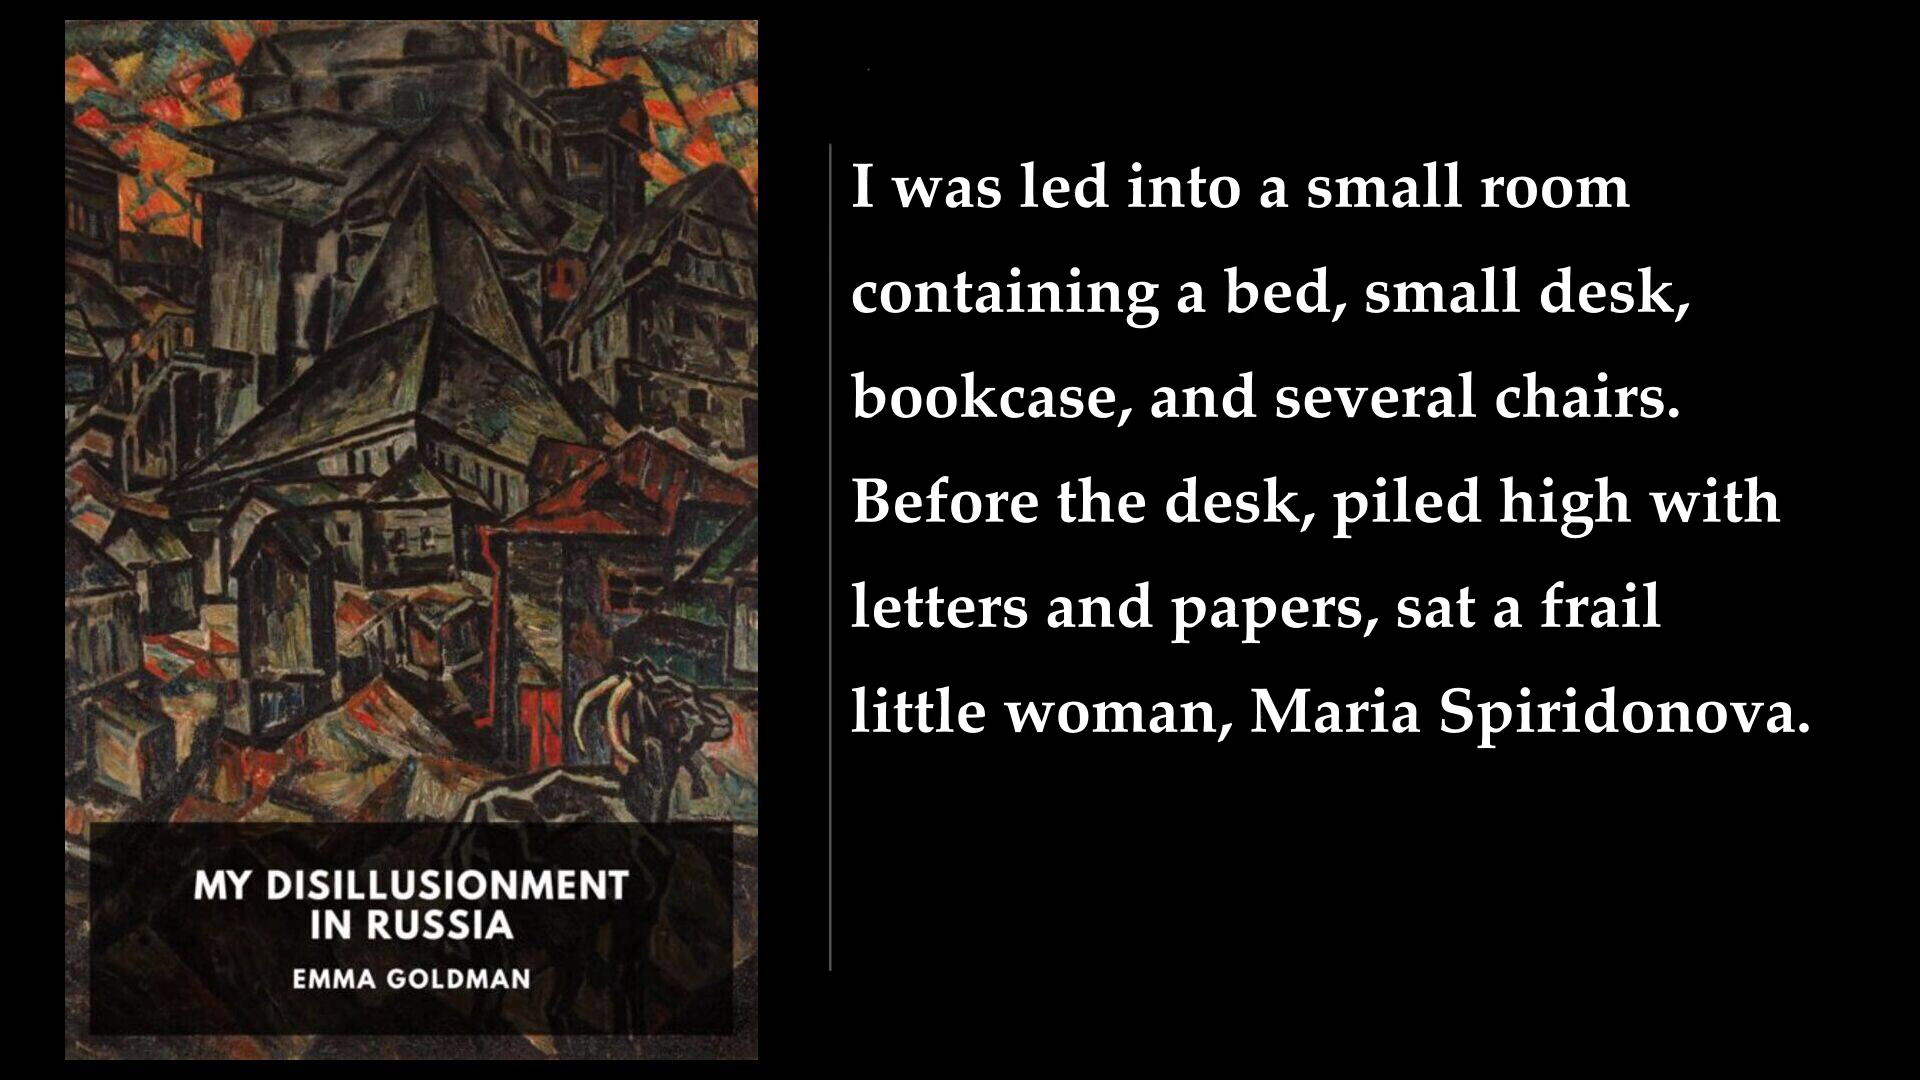 I was led into a small room
containing a bed, small desk,
bookcase, and several chairs.
Before the desk, piled high with
letters and papers, sat a frail
little woman, Maria Spiridonova.
MY DISILLUSIONMENT
IN RUSSIA
EMMA GOLDMAN